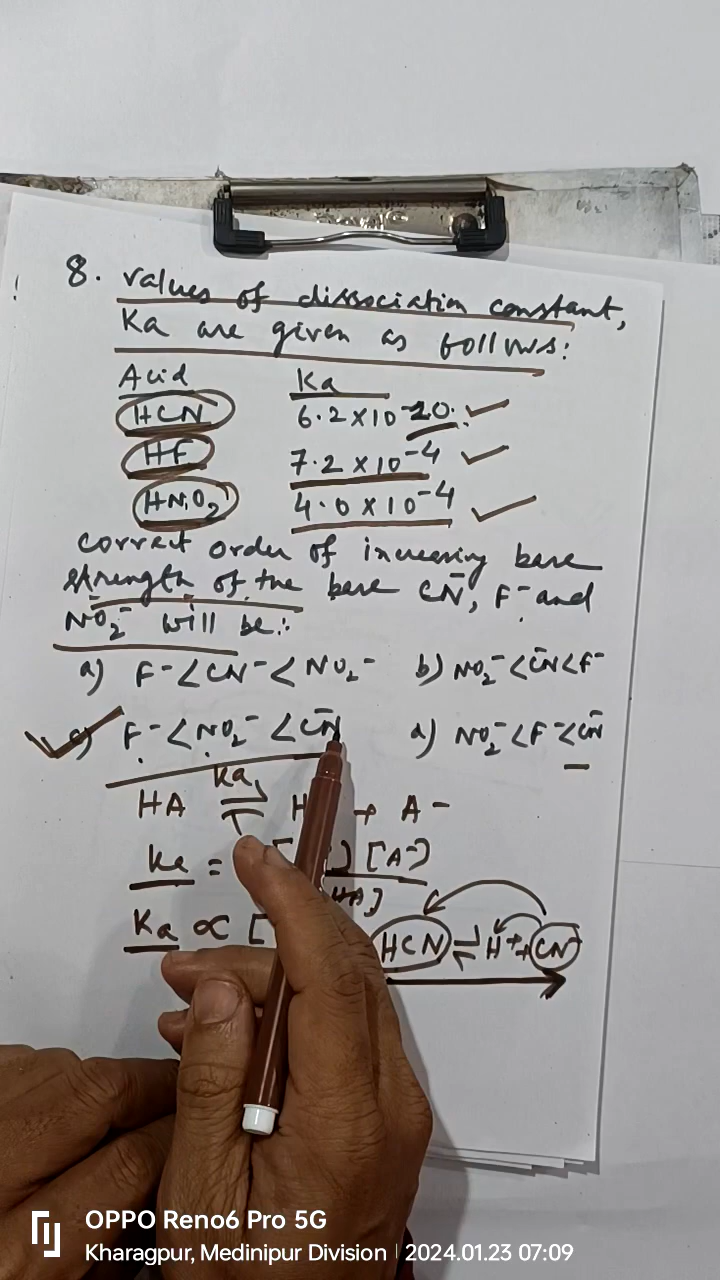 8. values of dissociation constant,
Ka are given as follows:
Acid Ka
HCN 6.2 x 10-20.
HF 7.2 x 10-4
HNO2 4.0 x 10-4
correct order of increasing base
strength of the base CN-, F- and
NO2- will be:
a) F- < CN- < NO2- b) NO2- < CN- < F-
c) F- < NO2- < CN- d) NO2- < F- < CN-
Ka
HA ⇌ H + A-
Ka = [A-]
[HA]
Ka ∝ [ HCN ⇌ H+ + CN-
OPPO Reno6 Pro 5G
Kharagpur, Medinipur Division | 2024.01.23 07:09